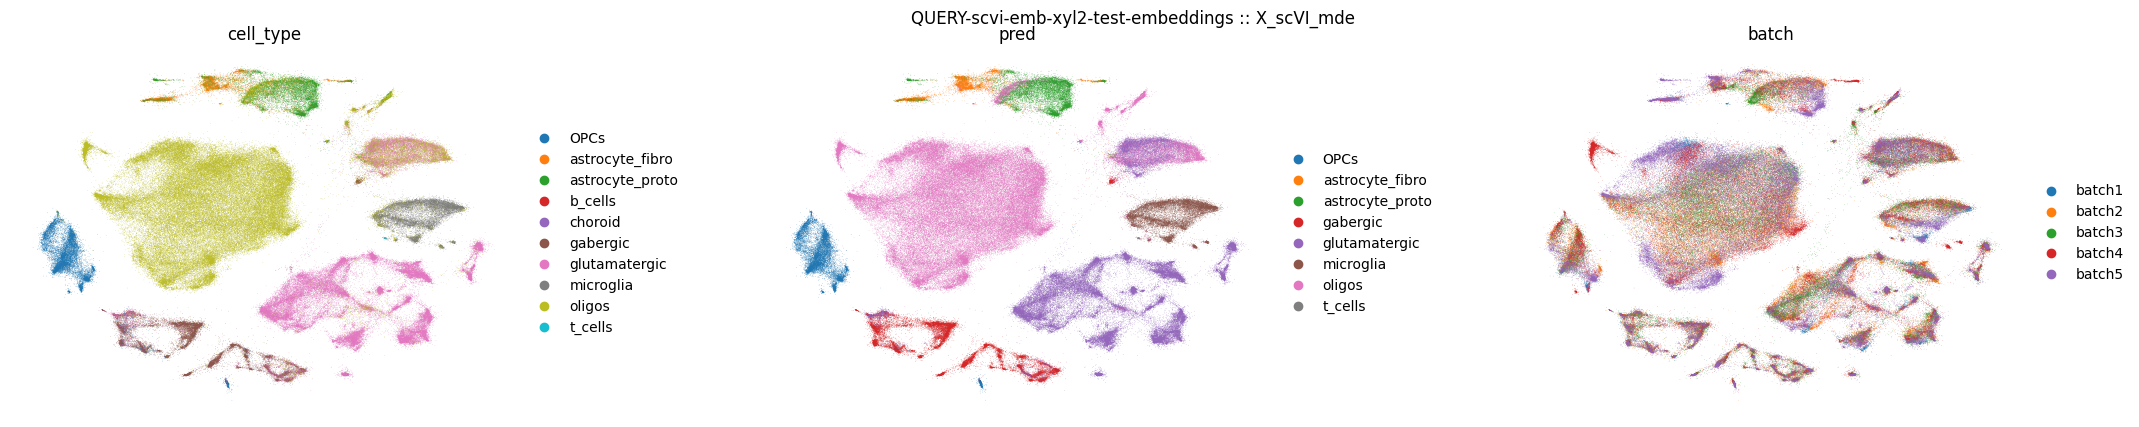 QUERY-scvi-emb-xyl2-test-embeddings :: X_scVI_mde
cell_type
OPCs
astrocyte_fibro
astrocyte_proto
b_cells
choroid
gabergic
glutamatergic
microglia
oligos
t_cells
pred
OPCs
astrocyte_fibro
astrocyte_proto
gabergic
glutamatergic
microglia
oligos
t_cells
batch
batch1
batch2
batch3
batch4
batch5